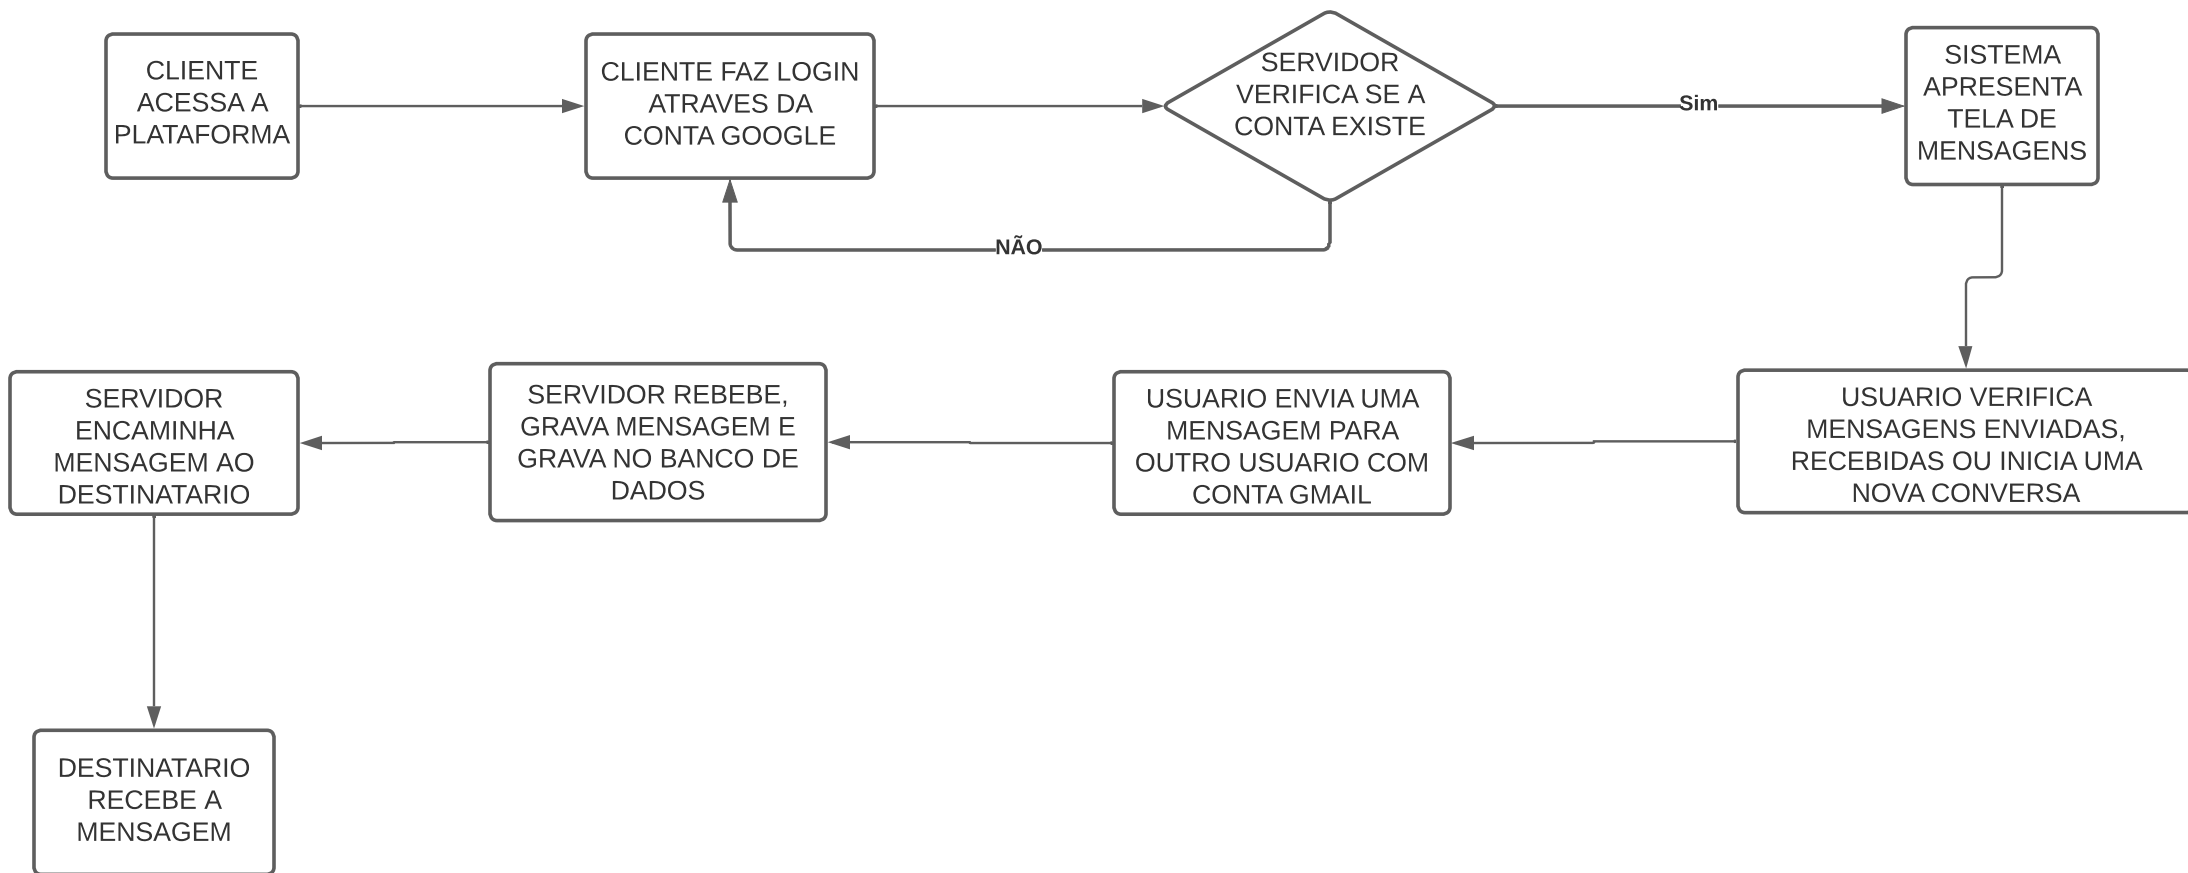 CLIENTE
ACESSA A
PLATAFORMA
CLIENTE FAZ LOGIN
ATRAVES DA
CONTA GOOGLE
SERVIDOR
VERIFICA SE A
CONTA EXISTE
Sim
SISTEMA
APRESENTA
TELA DE
MENSAGENS
NÃO
USUARIO VERIFICA
MENSAGENS ENVIADAS,
RECEBIDAS OU INICIA UMA
NOVA CONVERSA
USUARIO ENVIA UMA
MENSAGEM PARA
OUTRO USUARIO COM
CONTA GMAIL
SERVIDOR REBEBE,
GRAVA MENSAGEM E
GRAVA NO BANCO DE
DADOS
SERVIDOR
ENCAMINHA
MENSAGEM AO
DESTINATARIO
DESTINATARIO
RECEBE A
MENSAGEM